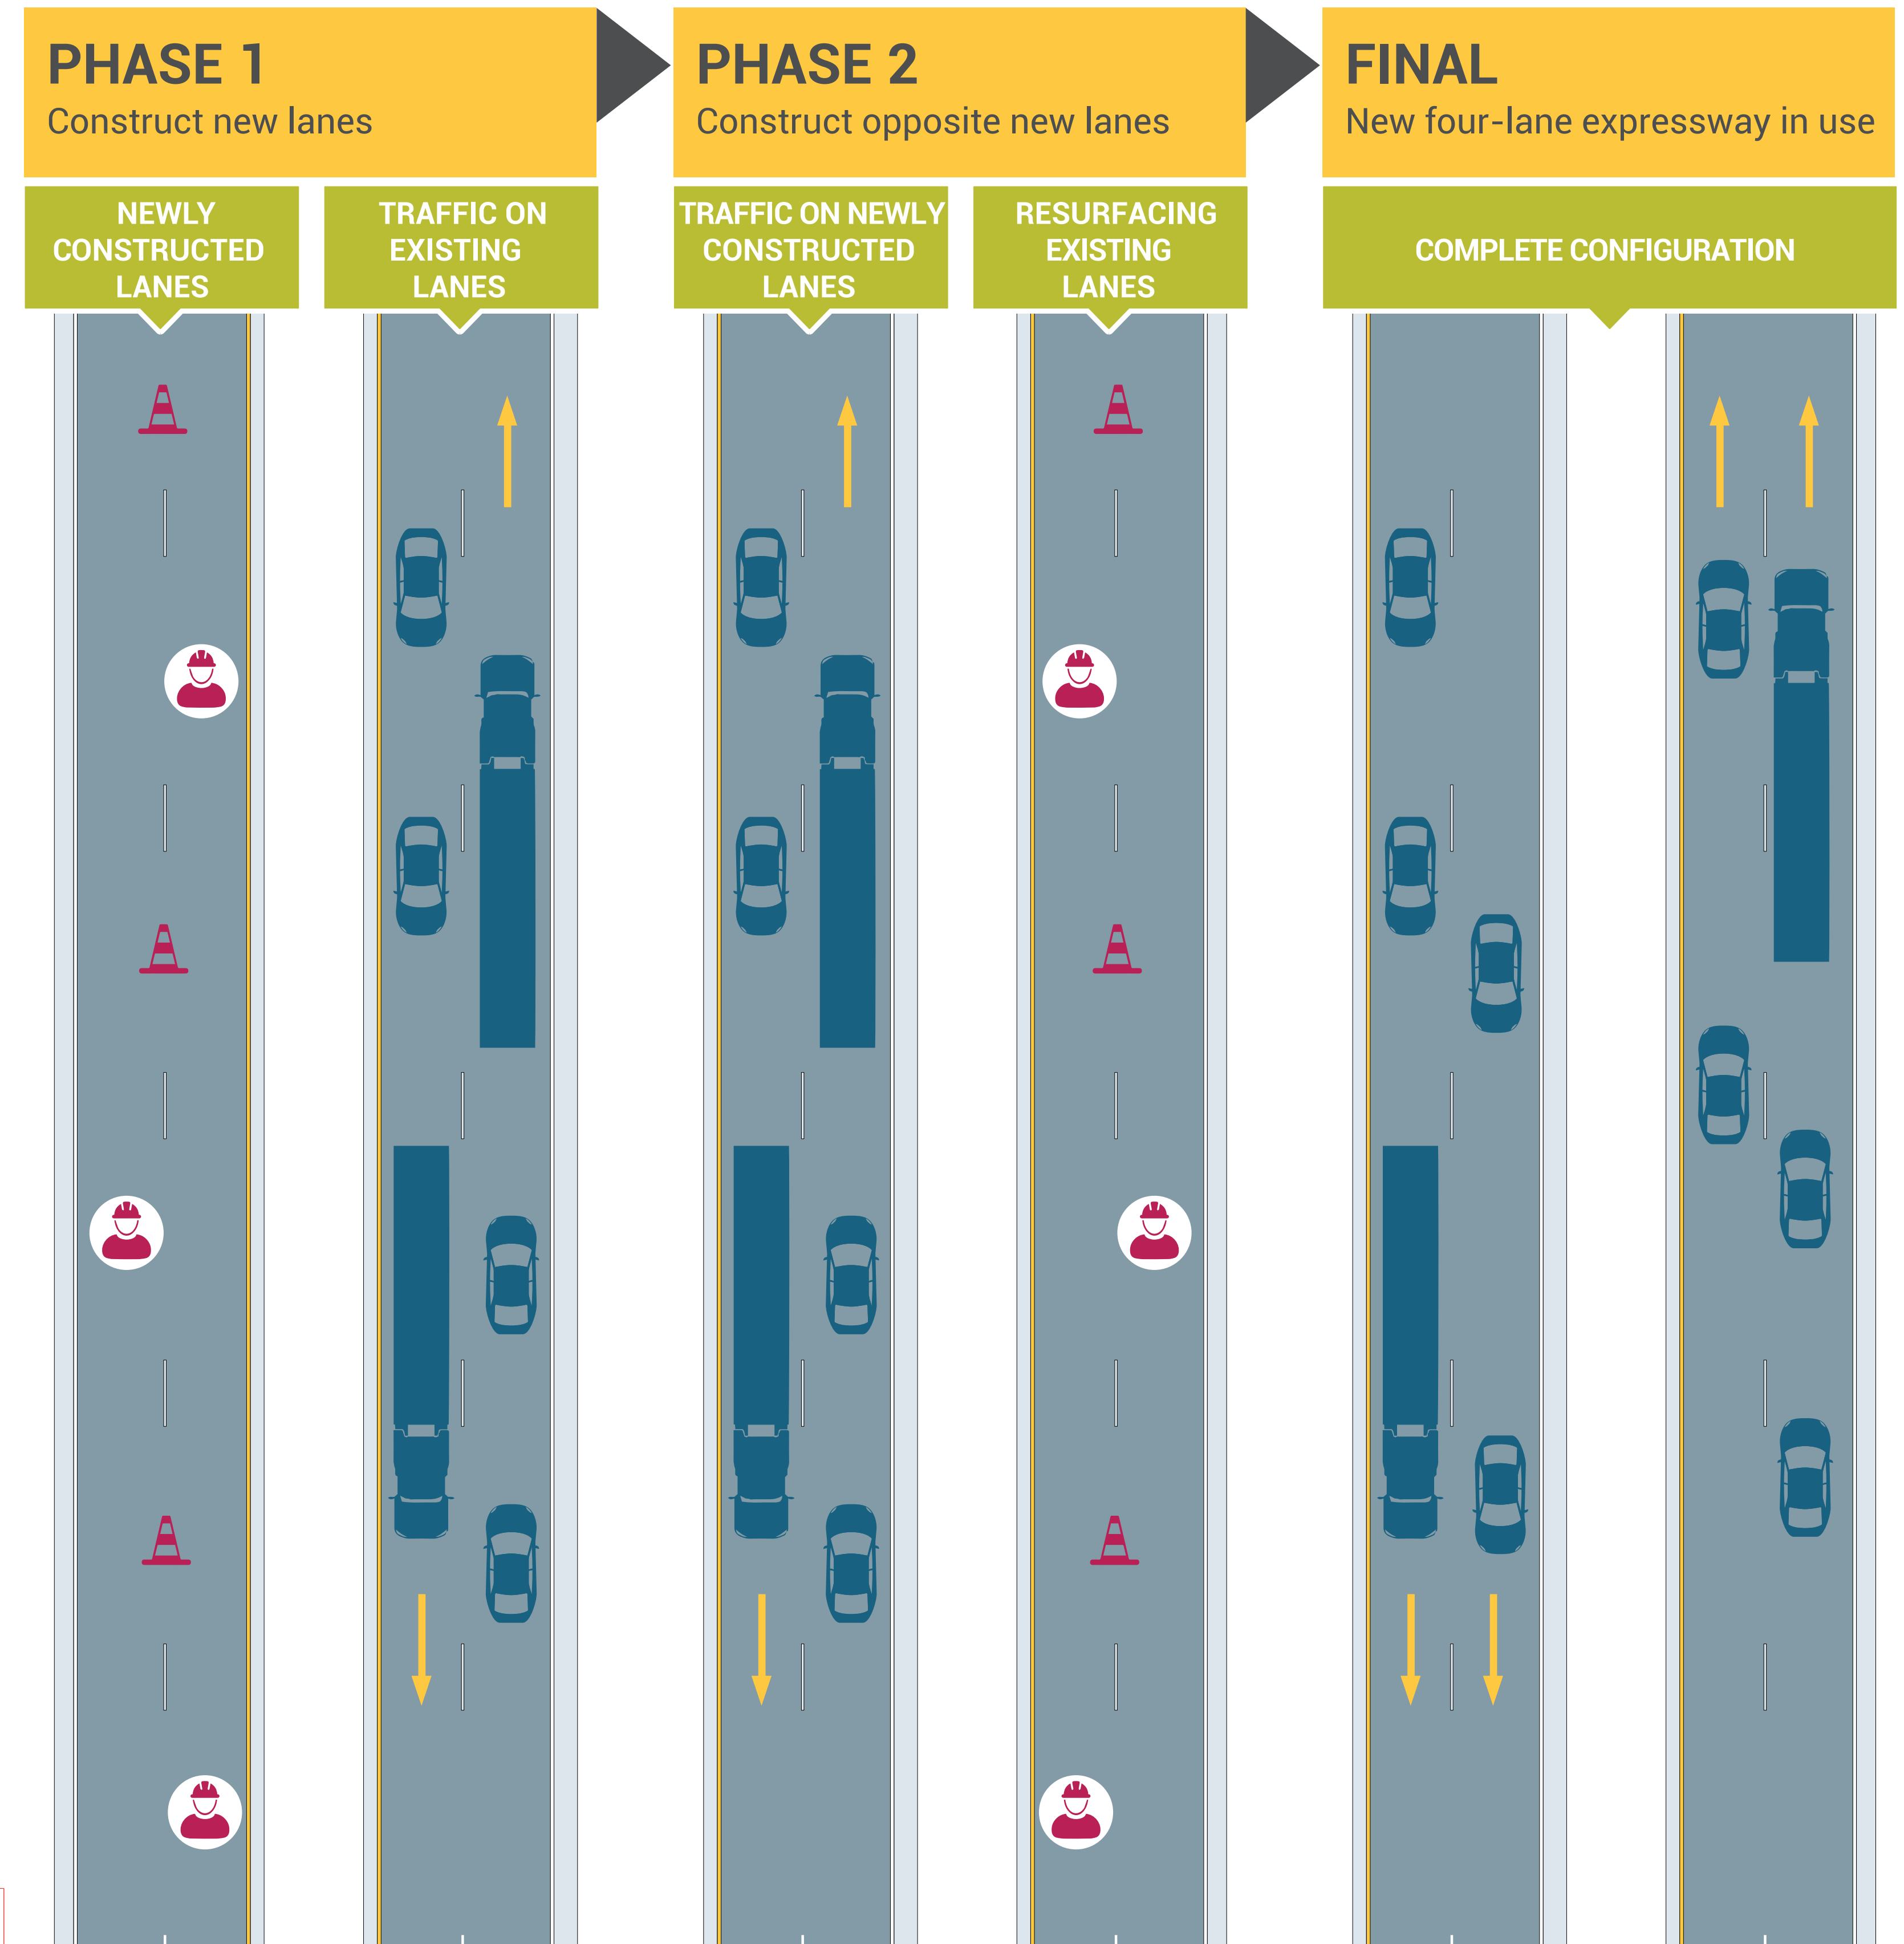 PHASE 1
Construct new lanes
PHASE 2
Construct opposite new lanes
FINAL
New four-lane expressway in use
NEWLY
CONSTRUCTED
LANES
TRAFFIC ON
EXISTING
LANES
TRAFFIC ON NEWLY
CONSTRUCTED
LANES
RESURFACING
EXISTING
LANES
COMPLETE CONFIGURATION